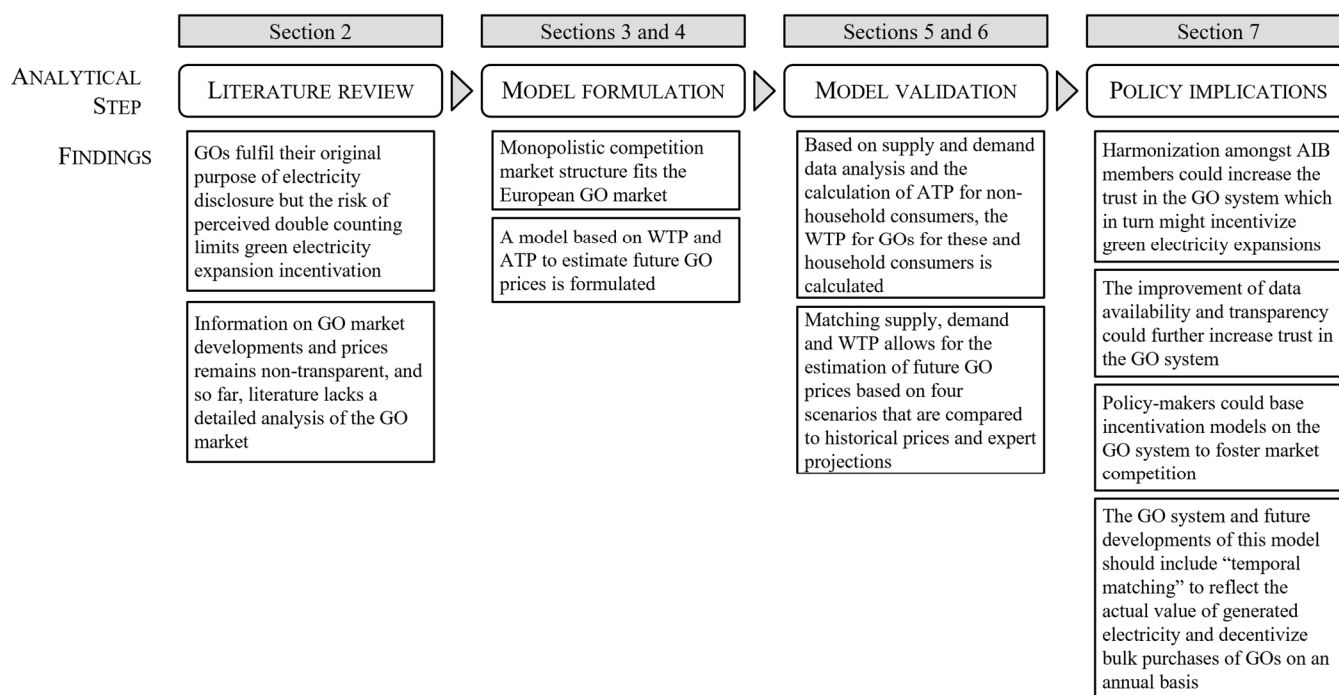 Section 2
Sections 3 and 4
Sections 5 and 6
Section 7
ANALYTICAL
STEP
LITERATURE REVIEW
MODEL FORMULATION
MODEL VALIDATION
POLICY IMPLICATIONS
FINDINGS
GOs fulfil their original
purpose of electricity
disclosure but the risk of
perceived double counting
limits green electricity
expansion incentivation
Information on GO market
developments and prices
remains non-transparent, and
so far, literature lacks a
detailed analysis of the GO
market
Monopolistic competition
market structure fits the
European GO market
A model based on WTP and
ATP to estimate future GO
prices is formulated
Based on supply and demand
data analysis and the
calculation of ATP for non-
household consumers, the
WTP for GOs for these and
household consumers is
calculated
Matching supply, demand
and WTP allows for the
estimation of future GO
prices based on four
scenarios that are compared
to historical prices and expert
projections
Harmonization amongst AIB
members could increase the
trust in the GO system which
in turn might incentivize
green electricity expansions
The improvement of data
availability and transparency
could further increase trust in
the GO system
Policy-makers could base
incentivation models on the
GO system to foster market
competition
The GO system and future
developments of this model
should include “temporal
matching” to reflect the
actual value of generated
electricity and decentivize
bulk purchases of GOs on an
annual basis